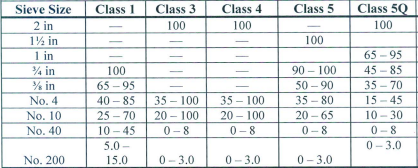 Sieve Size Class 1 Class 3 Class 4 Class 5 Class 5Q
2 in — 100 100 — 100
1½ in — — — 100
1 in — — — 65 – 95
¾ in 100 — — 90 – 100 45 – 85
⅜ in 65 – 95 — — 50 – 90 35 – 70
No. 4 40 – 85 35 – 100 35 – 100 35 – 80 15 – 45
No. 10 25 – 70 20 – 100 20 – 100 20 – 65 10 – 30
No. 40 10 – 45 0 – 8 0 – 8 0 – 8 0 – 8
No. 200 5.0 – 15.0 0 – 3.0 0 – 3.0 0 – 3.0 0 – 3.0